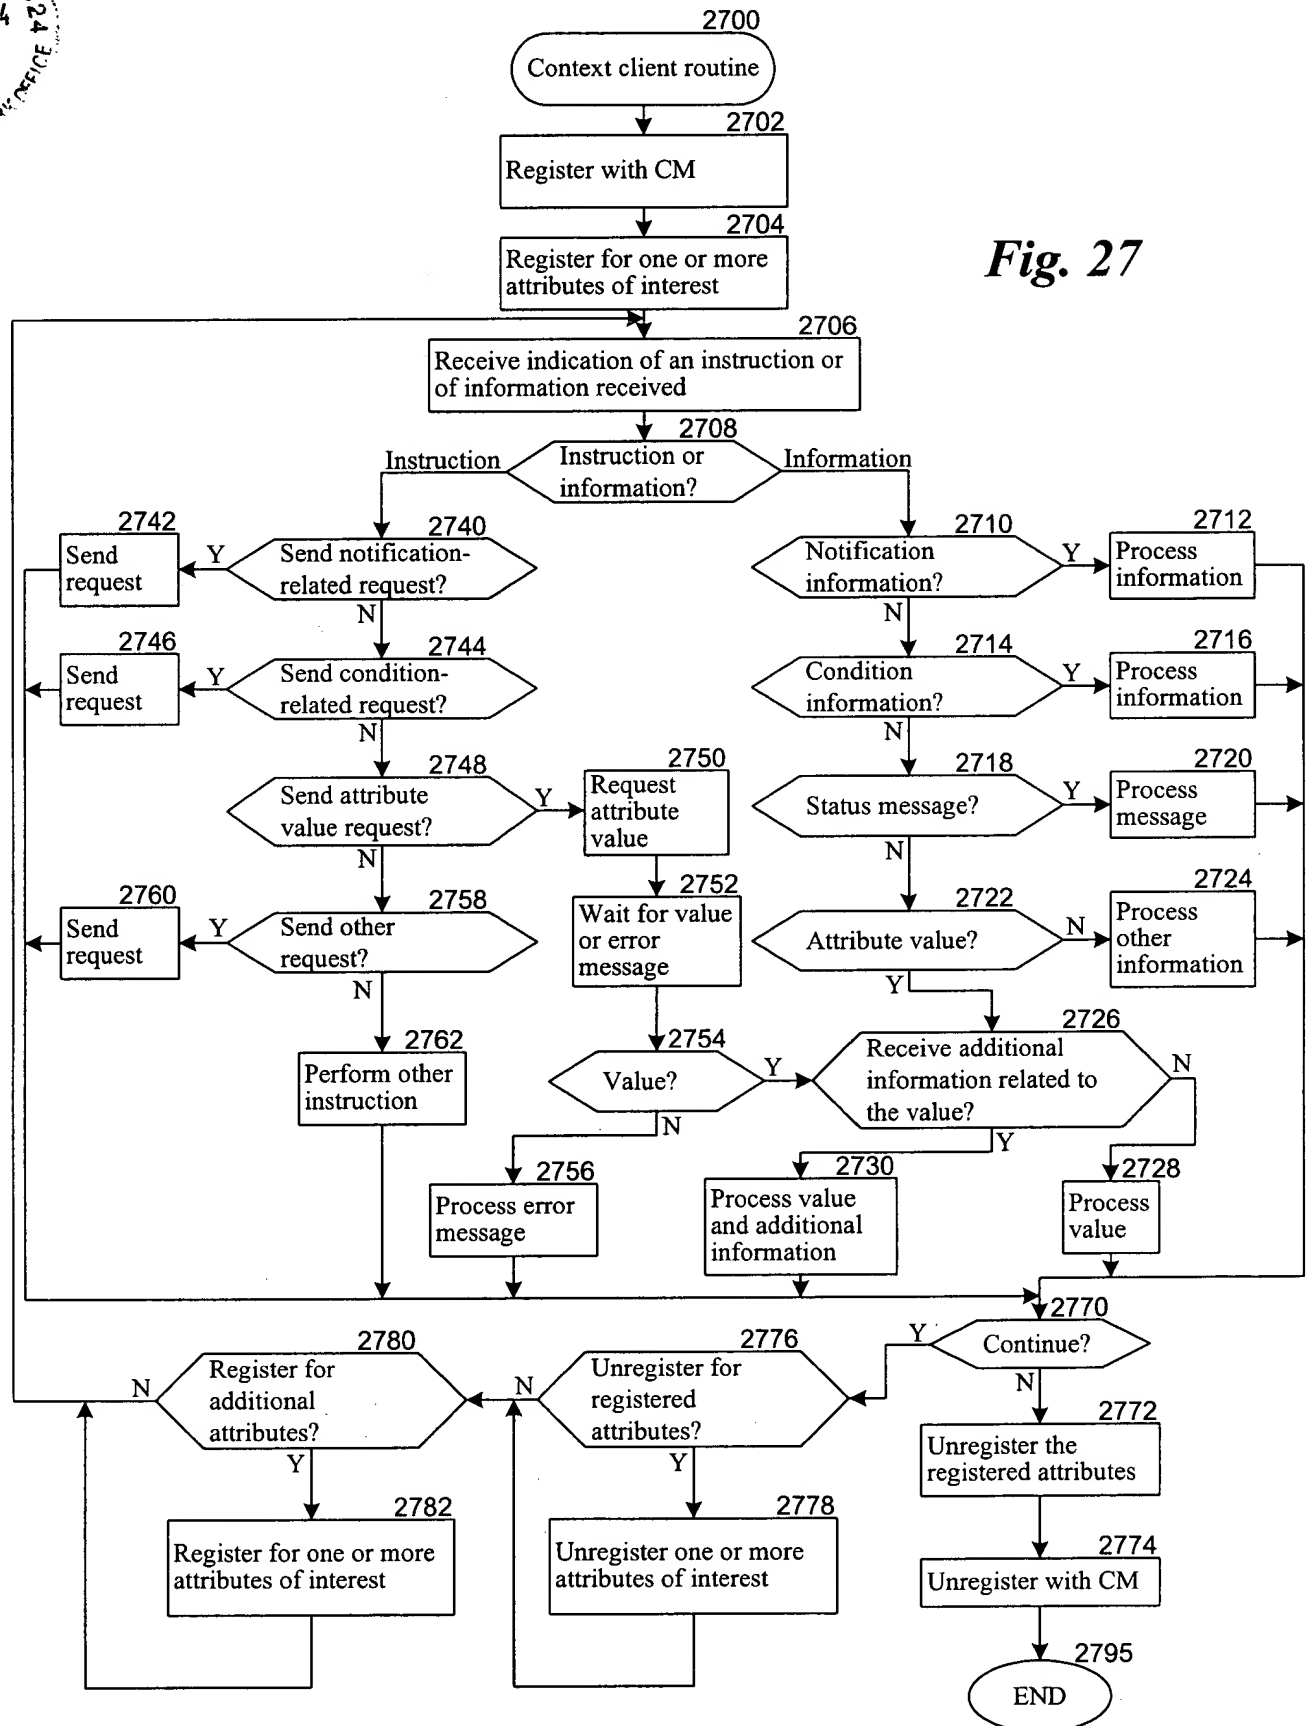 24
OFFICE
2700
Context client routine
2702
Register with CM
2704
Register for one or more
attributes of interest
Fig. 27
2706
Receive indication of an instruction or
of information received
2708
Instruction or
information?
Instruction
Information
2740
Send notification-
related request?
Y
N
2742
Send
request
2744
Send condition-
related request?
Y
N
2746
Send
request
2748
Send attribute
value request?
Y
N
2750
Request
attribute
value
2752
Wait for value
or error
message
2754
Value?
Y
N
2756
Process error
message
2758
Send other
request?
Y
N
2760
Send
request
2762
Perform other
instruction
2710
Notification
information?
Y
N
2712
Process
information
2714
Condition
information?
Y
N
2716
Process
information
2718
Status message?
Y
N
2720
Process
message
2722
Attribute value?
N
Y
2724
Process
other
information
2726
Receive additional
information related to
the value?
N
Y
2728
Process
value
2730
Process value
and additional
information
2770
Continue?
Y
N
2772
Unregister the
registered attributes
2774
Unregister with CM
2795
END
2776
Unregister for
registered
attributes?
N
Y
2778
Unregister one or more
attributes of interest
2780
Register for
additional
attributes?
N
Y
2782
Register for one or more
attributes of interest